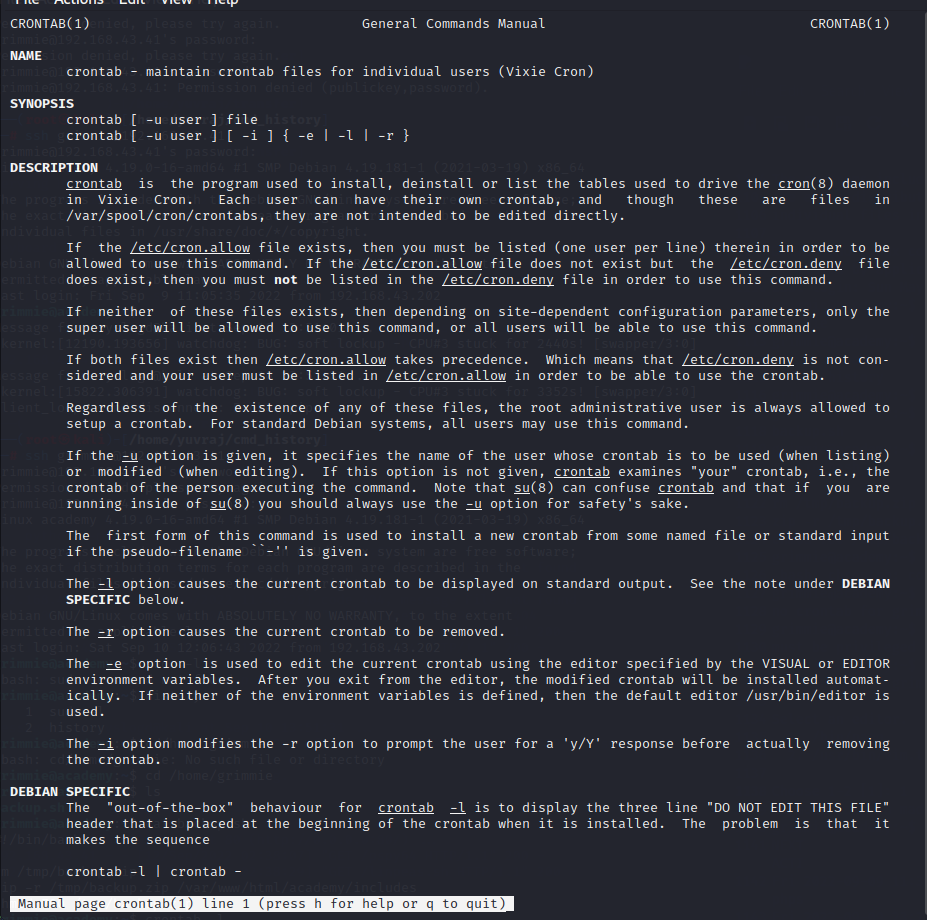 File Actions Edit View Help
CRONTAB(1) General Commands Manual CRONTAB(1)
NAME
crontab - maintain crontab files for individual users (Vixie Cron)
SYNOPSIS
crontab [ -u user ] file
crontab [ -u user ] [ -i ] { -e | -l | -r }
DESCRIPTION
crontab is the program used to install, deinstall or list the tables used to drive the cron(8) daemon
in Vixie Cron. Each user can have their own crontab, and though these are files in
/var/spool/cron/crontabs, they are not intended to be edited directly.
If the /etc/cron.allow file exists, then you must be listed (one user per line) therein in order to be
allowed to use this command. If the /etc/cron.allow file does not exist but the /etc/cron.deny file
does exist, then you must not be listed in the /etc/cron.deny file in order to use this command.
If neither of these files exists, then depending on site-dependent configuration parameters, only the
super user will be allowed to use this command, or all users will be able to use this command.
If both files exist then /etc/cron.allow takes precedence. Which means that /etc/cron.deny is not con-
sidered and your user must be listed in /etc/cron.allow in order to be able to use the crontab.
Regardless of the existence of any of these files, the root administrative user is always allowed to
setup a crontab. For standard Debian systems, all users may use this command.
If the -u option is given, it specifies the name of the user whose crontab is to be used (when listing)
or modified (when editing). If this option is not given, crontab examines "your" crontab, i.e., the
crontab of the person executing the command. Note that su(8) can confuse crontab and that if you are
running inside of su(8) you should always use the -u option for safety's sake.
The first form of this command is used to install a new crontab from some named file or standard input
if the pseudo-filename ``-'' is given.
The -l option causes the current crontab to be displayed on standard output. See the note under DEBIAN
SPECIFIC below.
The -r option causes the current crontab to be removed.
The -e option is used to edit the current crontab using the editor specified by the VISUAL or EDITOR
environment variables. After you exit from the editor, the modified crontab will be installed automat-
ically. If neither of the environment variables is defined, then the default editor /usr/bin/editor is
used.
The -i option modifies the -r option to prompt the user for a 'y/Y' response before actually removing
the crontab.
DEBIAN SPECIFIC
The "out-of-the-box" behaviour for crontab -l is to display the three line "DO NOT EDIT THIS FILE"
header that is placed at the beginning of the crontab when it is installed. The problem is that it
makes the sequence
crontab -l | crontab -
Manual page crontab(1) line 1 (press h for help or q to quit)